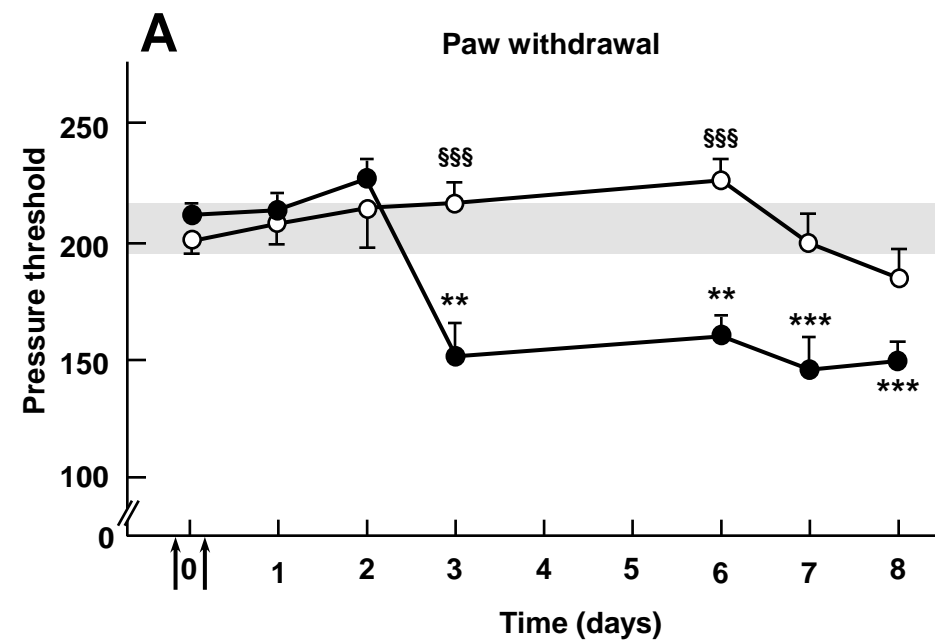 A
Paw withdrawal
Pressure threshold
250
200
150
100
0
§§§
§§§
**
**
***
***
0 1 2 3 4 5 6 7 8
Time (days)